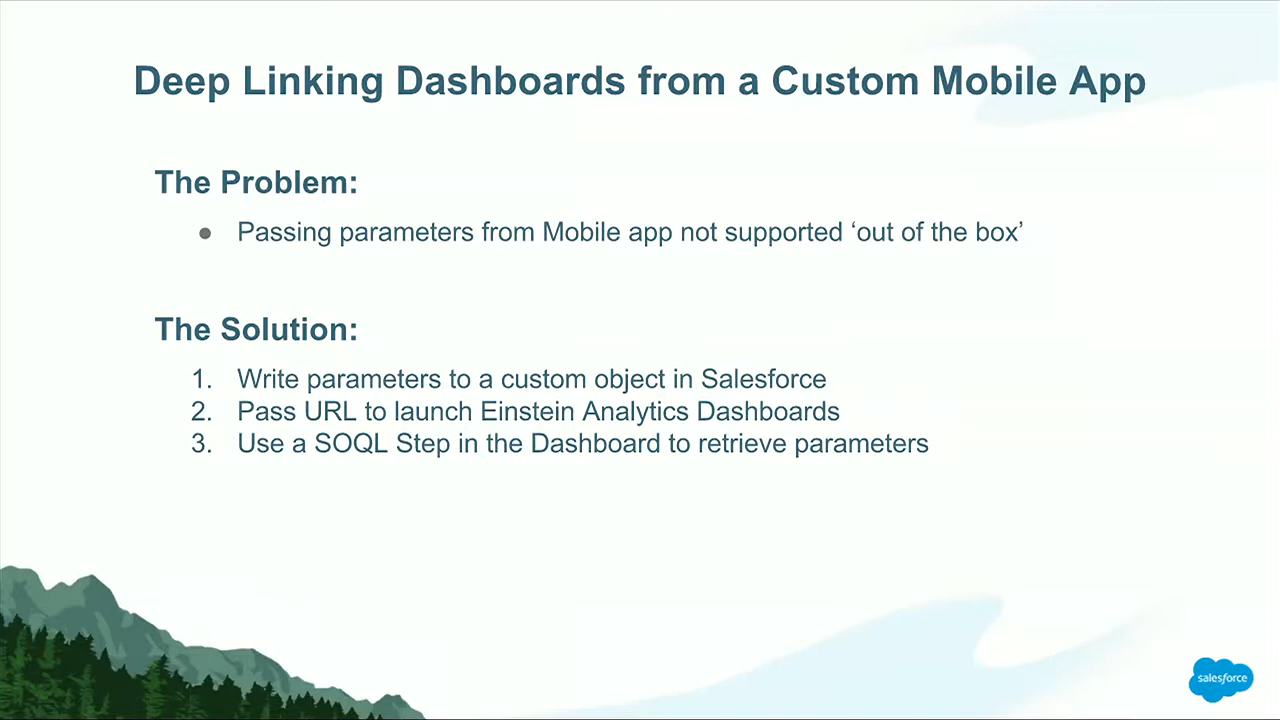 Deep Linking Dashboards from a Custom Mobile App
The Problem:
● Passing parameters from Mobile app not supported ‘out of the box’
The Solution:
1. Write parameters to a custom object in Salesforce
2. Pass URL to launch Einstein Analytics Dashboards
3. Use a SOQL Step in the Dashboard to retrieve parameters
salesforce